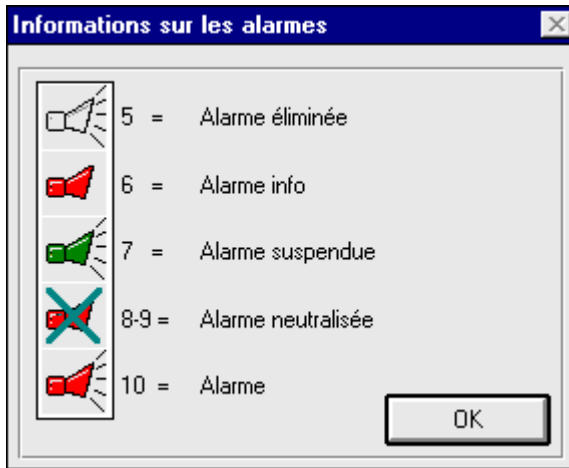 Informations sur les alarmes
5 = Alarme éliminée
6 = Alarme info
7 = Alarme suspendue
8-9 = Alarme neutralisée
10 = Alarme
OK